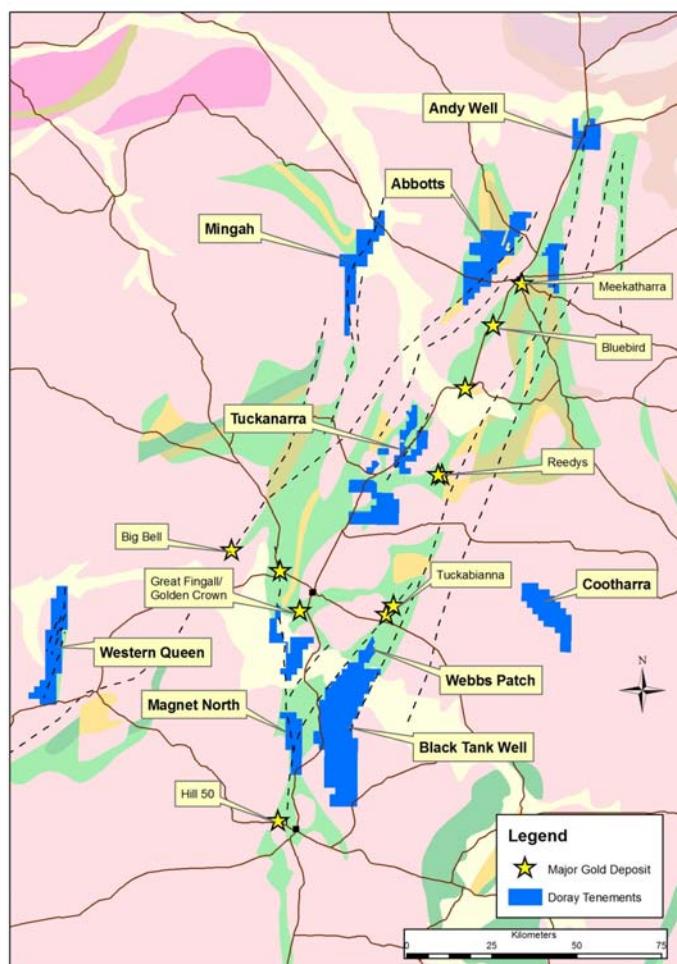 Andy Well
Abbotts
Mingah
Meekatharra
Bluebird
Tuckanarra
Reedys
Big Bell
Tuckabianna
Great Fingall/
Golden Crown
Cootharra
Western Queen
Webbs Patch
N
Magnet North
Black Tank Well
Hill 50
Legend
Major Gold Deposit
Doray Tenements
Kilometers
0 25 50 75